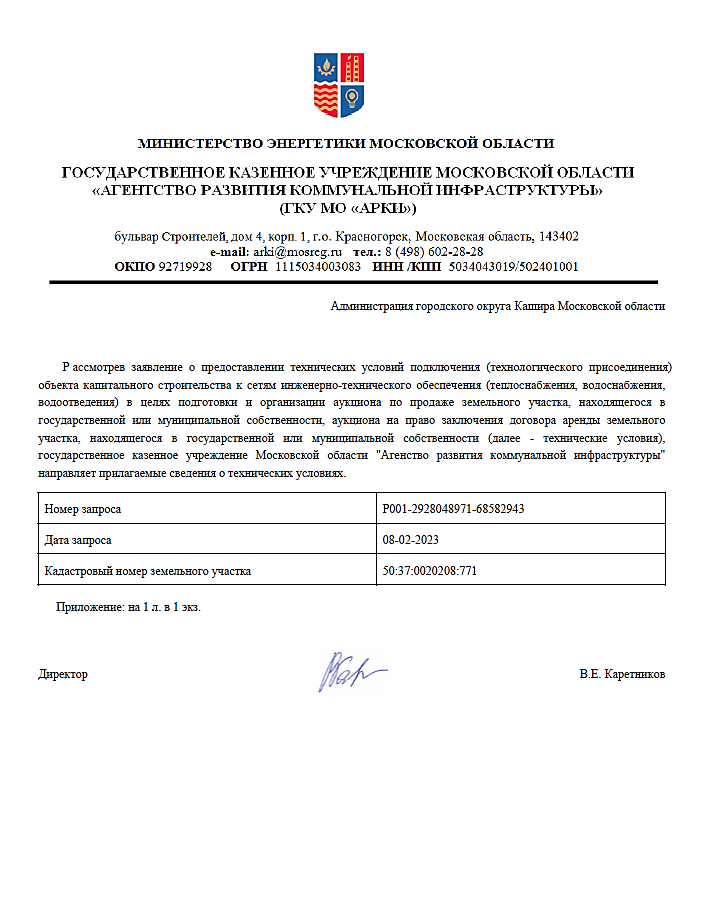 МИНИСТЕРСТВО ЭНЕРГЕТИКИ МОСКОВСКОЙ ОБЛАСТИ
ГОСУДАРСТВЕННОЕ КАЗЕННОЕ УЧРЕЖДЕНИЕ МОСКОВСКОЙ ОБЛАСТИ
«АГЕНТСТВО РАЗВИТИЯ КОММУНАЛЬНОЙ ИНФРАСТРУКТУРЫ»
(ГКУ МО «АРКИ»)
бульвар Строителей, дом 4, корп. 1, г.о. Красногорск, Московская область, 143402
e-mail: arki@mosreg.ru тел.: 8 (498) 602-28-28
ОКПО 92719928 ОГРН 1115034003083 ИНН /КПП 5034043019/502401001
Администрация городского округа Кашира Московской области
Р ассмотрев заявление о предоставлении технических условий подключения (технологического присоединения)
объекта капитального строительства к сетям инженерно-технического обеспечения (теплоснабжения, водоснабжения,
водоотведения) в целях подготовки и организации аукциона по продаже земельного участка, находящегося в
государственной или муниципальной собственности, аукциона на право заключения договора аренды земельного
участка, находящегося в государственной или муниципальной собственности (далее - технические условия),
государственное казенное учреждение Московской области "Агенство развития коммунальной инфраструктуры"
направляет прилагаемые сведения о технических условиях.
Номер запроса P001-2928048971-68582943
Дата запроса 08-02-2023
Кадастровый номер земельного участка 50:37:0020208:771
Приложение: на 1 л. в 1 экз.
Директор В.Е. Каретников